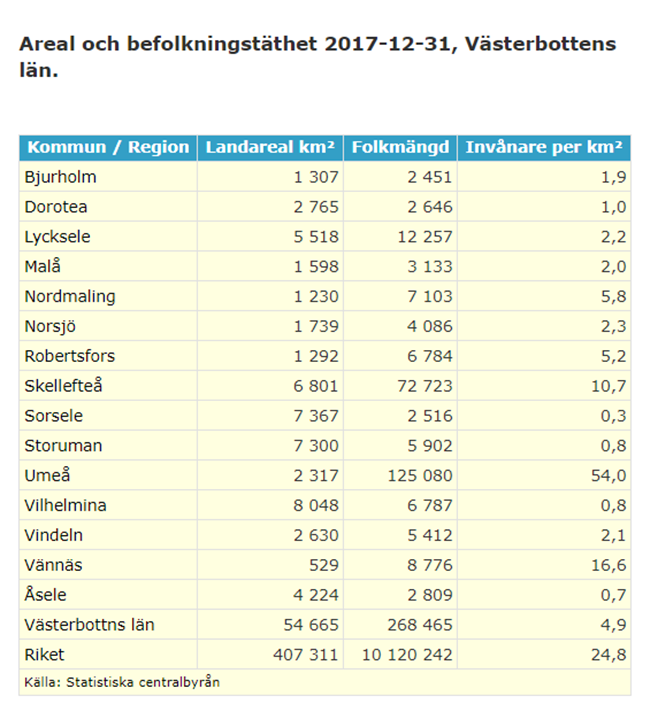 Areal och befolkningstäthet 2017-12-31, Västerbottens
län.
Kommun / Region Landareal km² Folkmängd Invånare per km²
Bjurholm 1 307 2 451 1,9
Dorotea 2 765 2 646 1,0
Lycksele 5 518 12 257 2,2
Malå 1 598 3 133 2,0
Nordmaling 1 230 7 103 5,8
Norsjö 1 739 4 086 2,3
Robertsfors 1 292 6 784 5,2
Skellefteå 6 801 72 723 10,7
Sorsele 7 367 2 516 0,3
Storuman 7 300 5 902 0,8
Umeå 2 317 125 080 54,0
Vilhelmina 8 048 6 787 0,8
Vindeln 2 630 5 412 2,1
Vännäs 529 8 776 16,6
Åsele 4 224 2 809 0,7
Västerbottns län 54 665 268 465 4,9
Riket 407 311 10 120 242 24,8
Källa: Statistiska centralbyrån